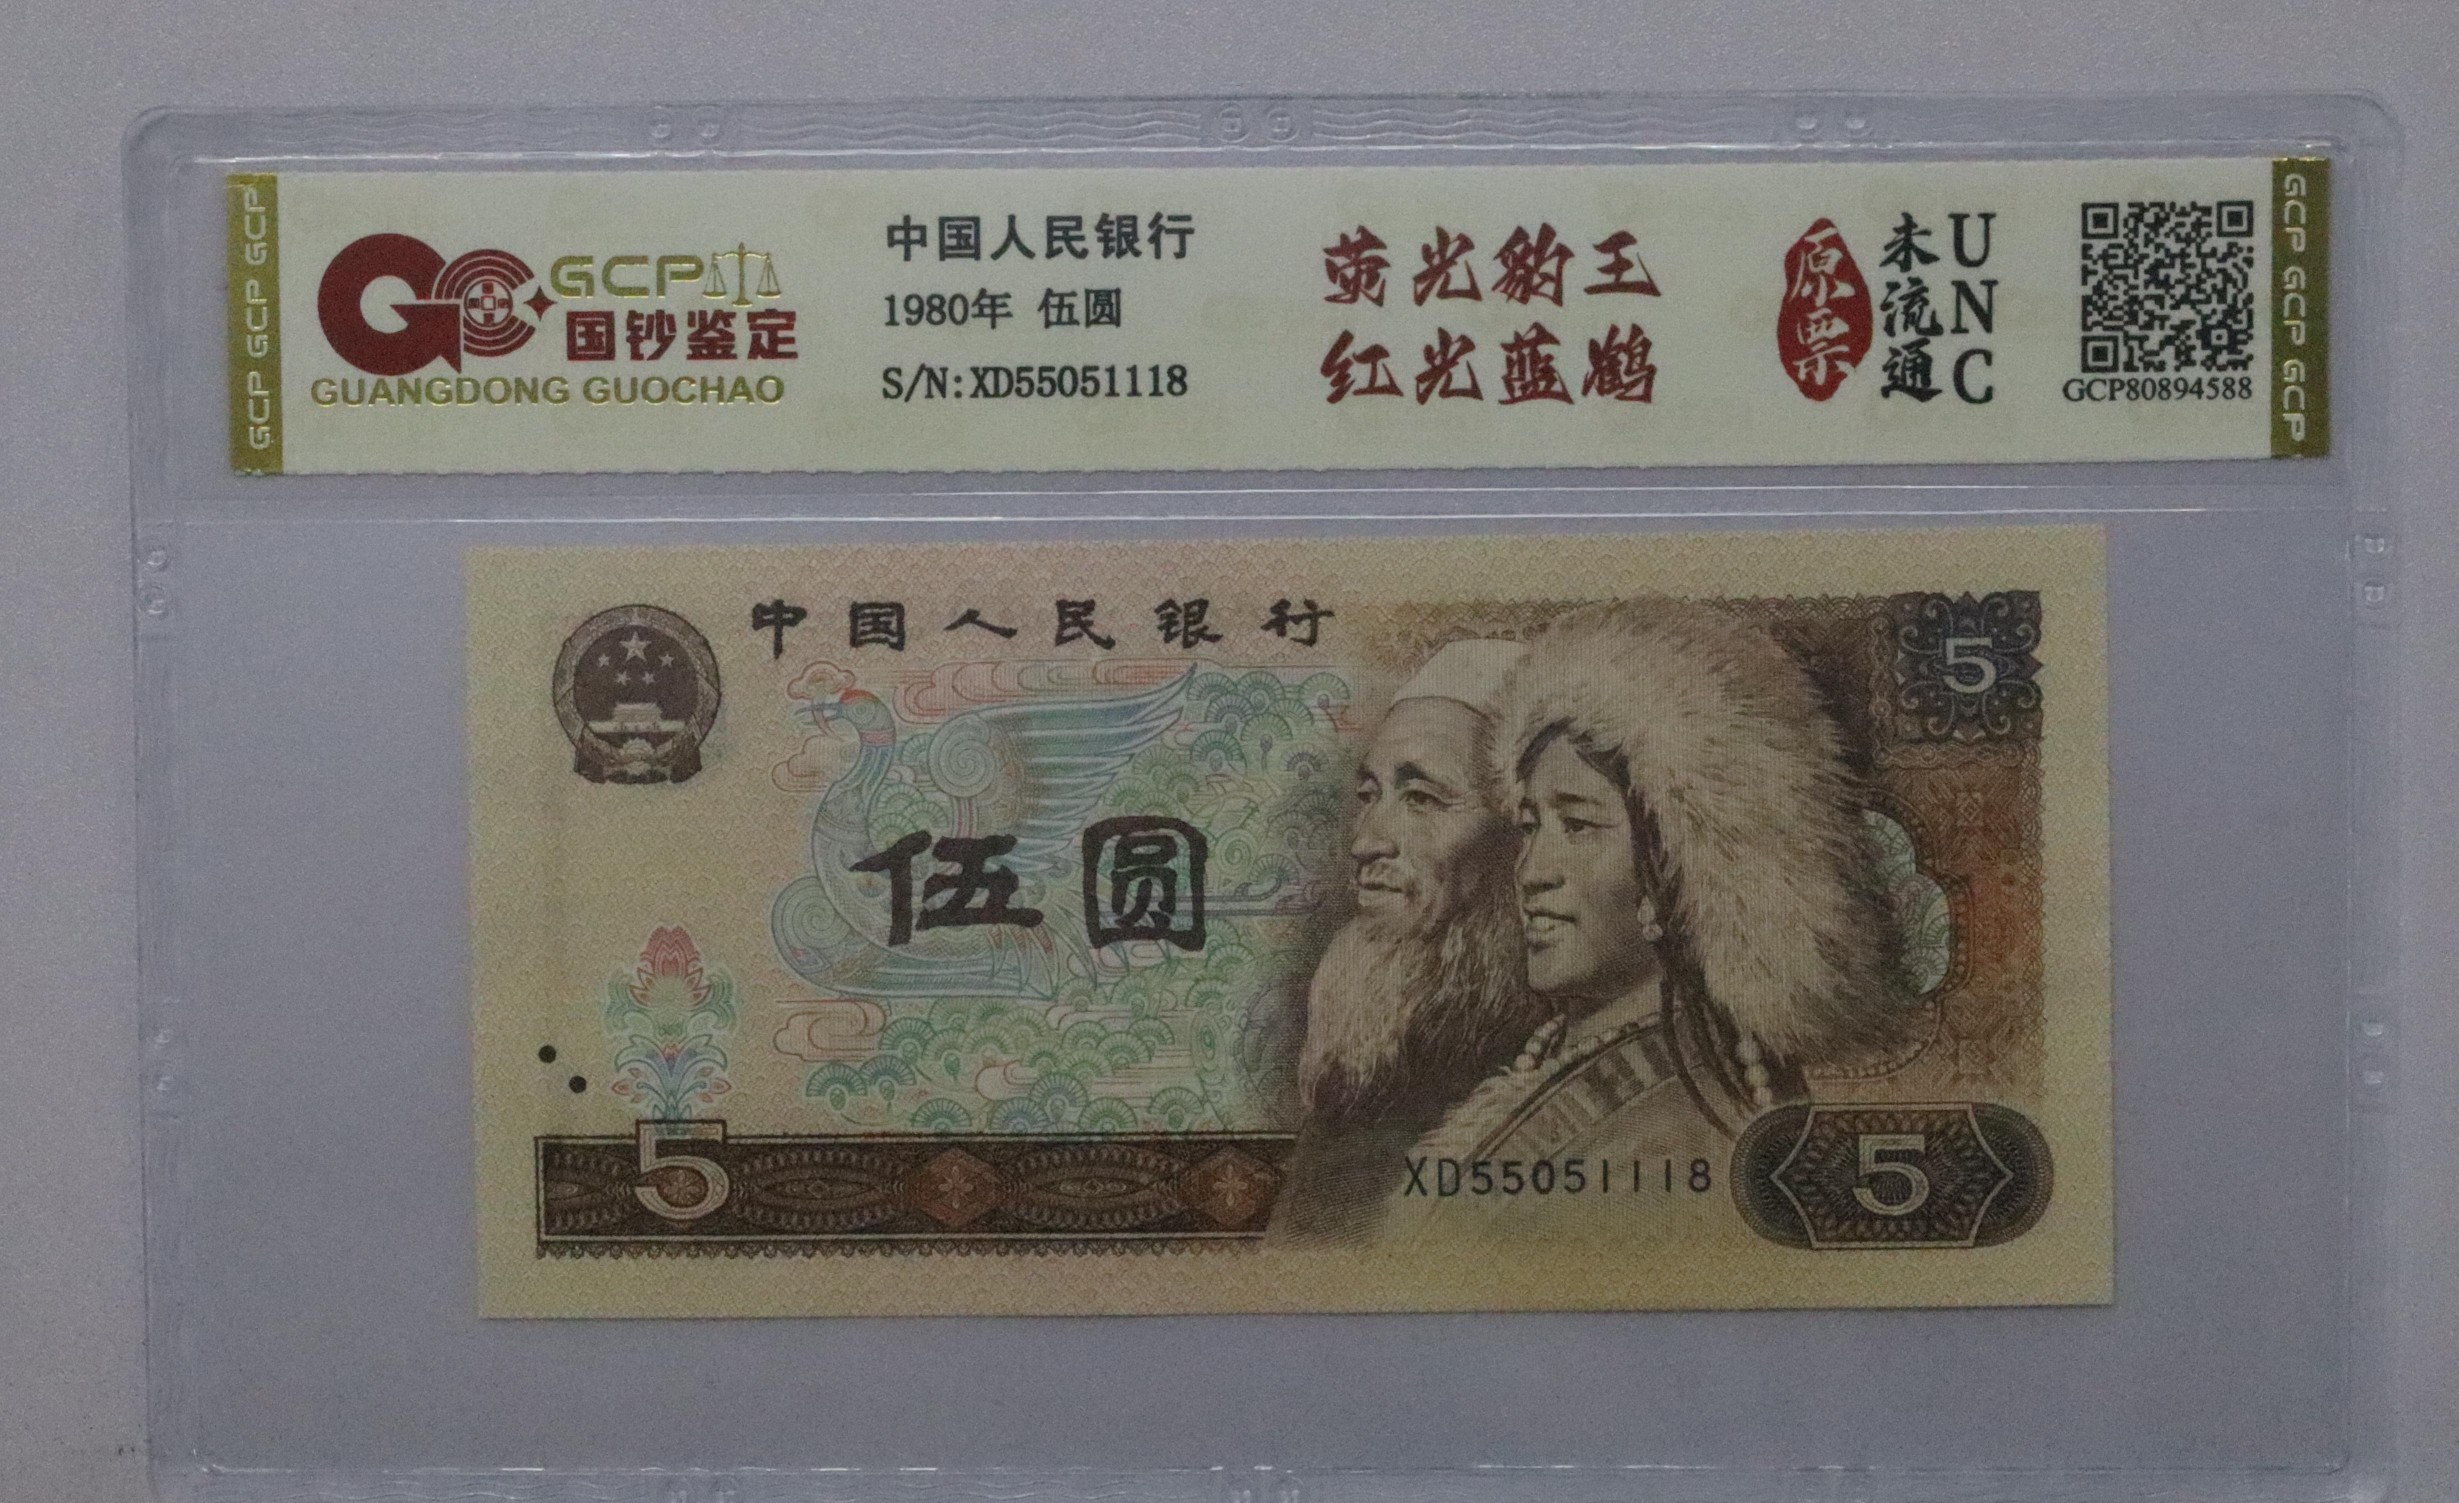 GCP GCP GCP
GCP
国钞鉴定
GUANGDONG GUOCHAO
中国人民银行
1980年 伍圆
S/N:XD55051118
荧光豹王
红光蓝鹤
原票
未流通
UNC
GCP80894588
GCP GCP GCP
中国人民银行
5
伍圆
5
XD55051118
5